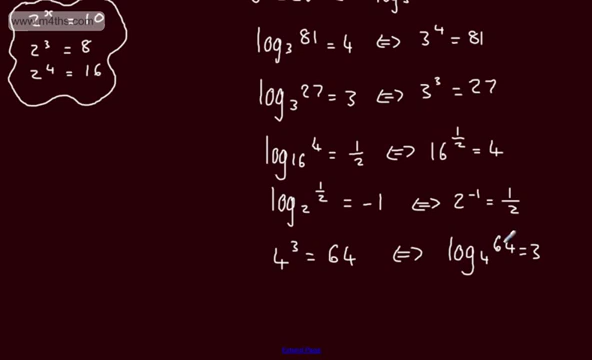 www.m4ths.com
2ˣ = 10
2³ = 8
2⁴ = 16
log₃ 81 = 4 ⇔ 3⁴ = 81
log₃ 27 = 3 ⇔ 3³ = 27
log₁₆ 4 = 1/2 ⇔ 16^(1/2) = 4
log₂ 1/2 = -1 ⇔ 2⁻¹ = 1/2
4³ = 64 ⇔ log₄ 64 = 3